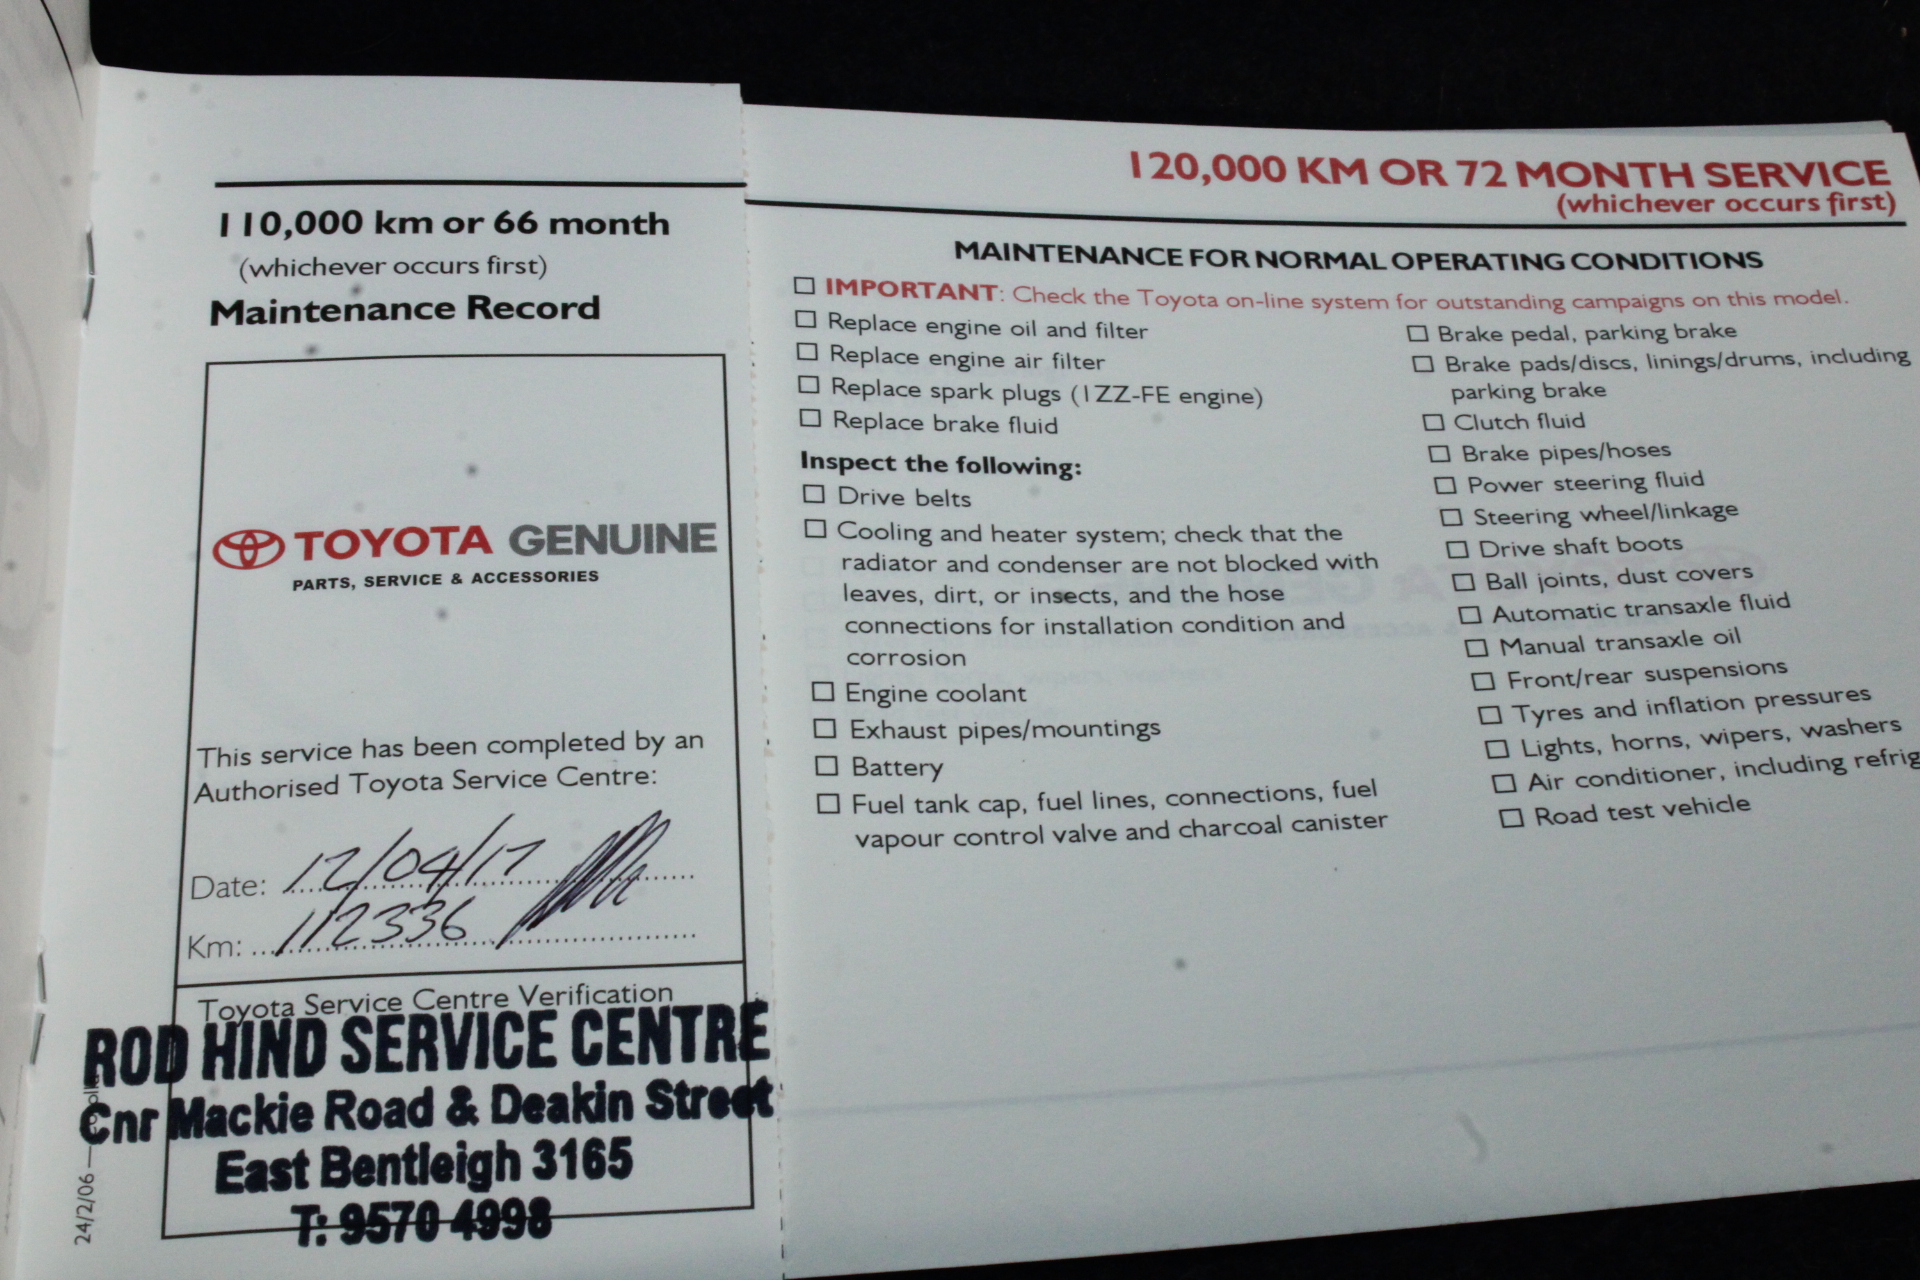 110,000 km or 66 month
(whichever occurs first)
Maintenance Record
TOYOTA GENUINE
PARTS, SERVICE & ACCESSORIES
This service has been completed by an
Authorised Toyota Service Centre:
Date: 12/04/17
Km: 112336
Toyota Service Centre Verification
ROD HIND SERVICE CENTRE
Cnr Mackie Road & Deakin Street
East Bentleigh 3165
T: 9570 4998
24/2/06 —
120,000 KM OR 72 MONTH SERVICE
(whichever occurs first)
MAINTENANCE FOR NORMAL OPERATING CONDITIONS
IMPORTANT: Check the Toyota on-line system for outstanding campaigns on this model.
Replace engine oil and filter
Replace engine air filter
Replace spark plugs (1ZZ-FE engine)
Replace brake fluid
Inspect the following:
Drive belts
Cooling and heater system; check that the
radiator and condenser are not blocked with
leaves, dirt, or insects, and the hose
connections for installation condition and
corrosion
Engine coolant
Exhaust pipes/mountings
Battery
Fuel tank cap, fuel lines, connections, fuel
vapour control valve and charcoal canister
Brake pedal, parking brake
Brake pads/discs, linings/drums, including
parking brake
Clutch fluid
Brake pipes/hoses
Power steering fluid
Steering wheel/linkage
Drive shaft boots
Ball joints, dust covers
Automatic transaxle fluid
Manual transaxle oil
Front/rear suspensions
Tyres and inflation pressures
Lights, horns, wipers, washers
Air conditioner, including refrig
Road test vehicle